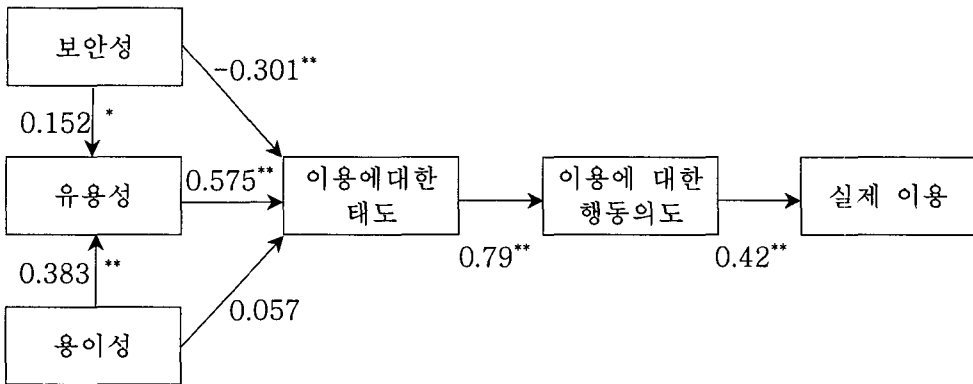 보안성
-0.301**
0.152 *
유용성
0.575**
이용에대한
태도
이용에 대한
행동의도
실제 이용
0.79**
0.42**
0.383 **
0.057
용이성